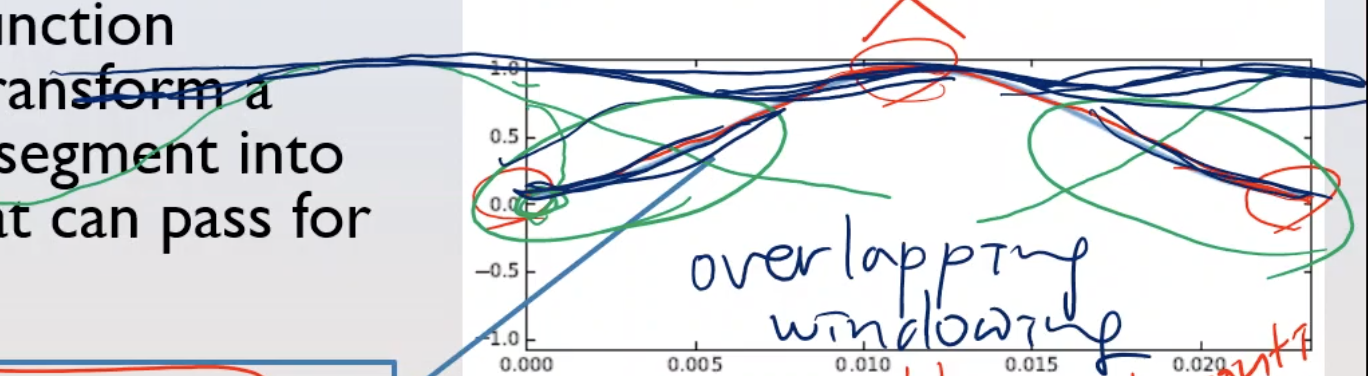 unction
ransform a
segment into
at can pass for
1.0
0.5
0.0
−0.5
−1.0
0.000 0.005 0.010 0.015 0.020
overlapping
windowing